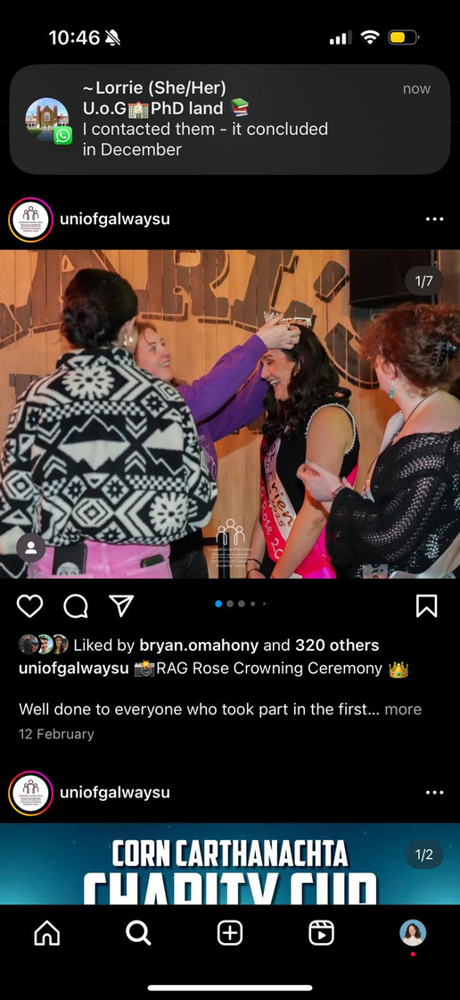 10:46
~ Lorrie (She/Her)
now
U.o.G PhD land
I contacted them - it concluded
in December
uniofgalwaysu
1/7
ART
Liked by bryan.omahony and 320 others
uniofgalwaysu 📸RAG Rose Crowning Ceremony 👑
Well done to everyone who took part in the first... more
12 February
uniofgalwaysu
CORN CARTHANACHTA
1/2
CHARITY CUP